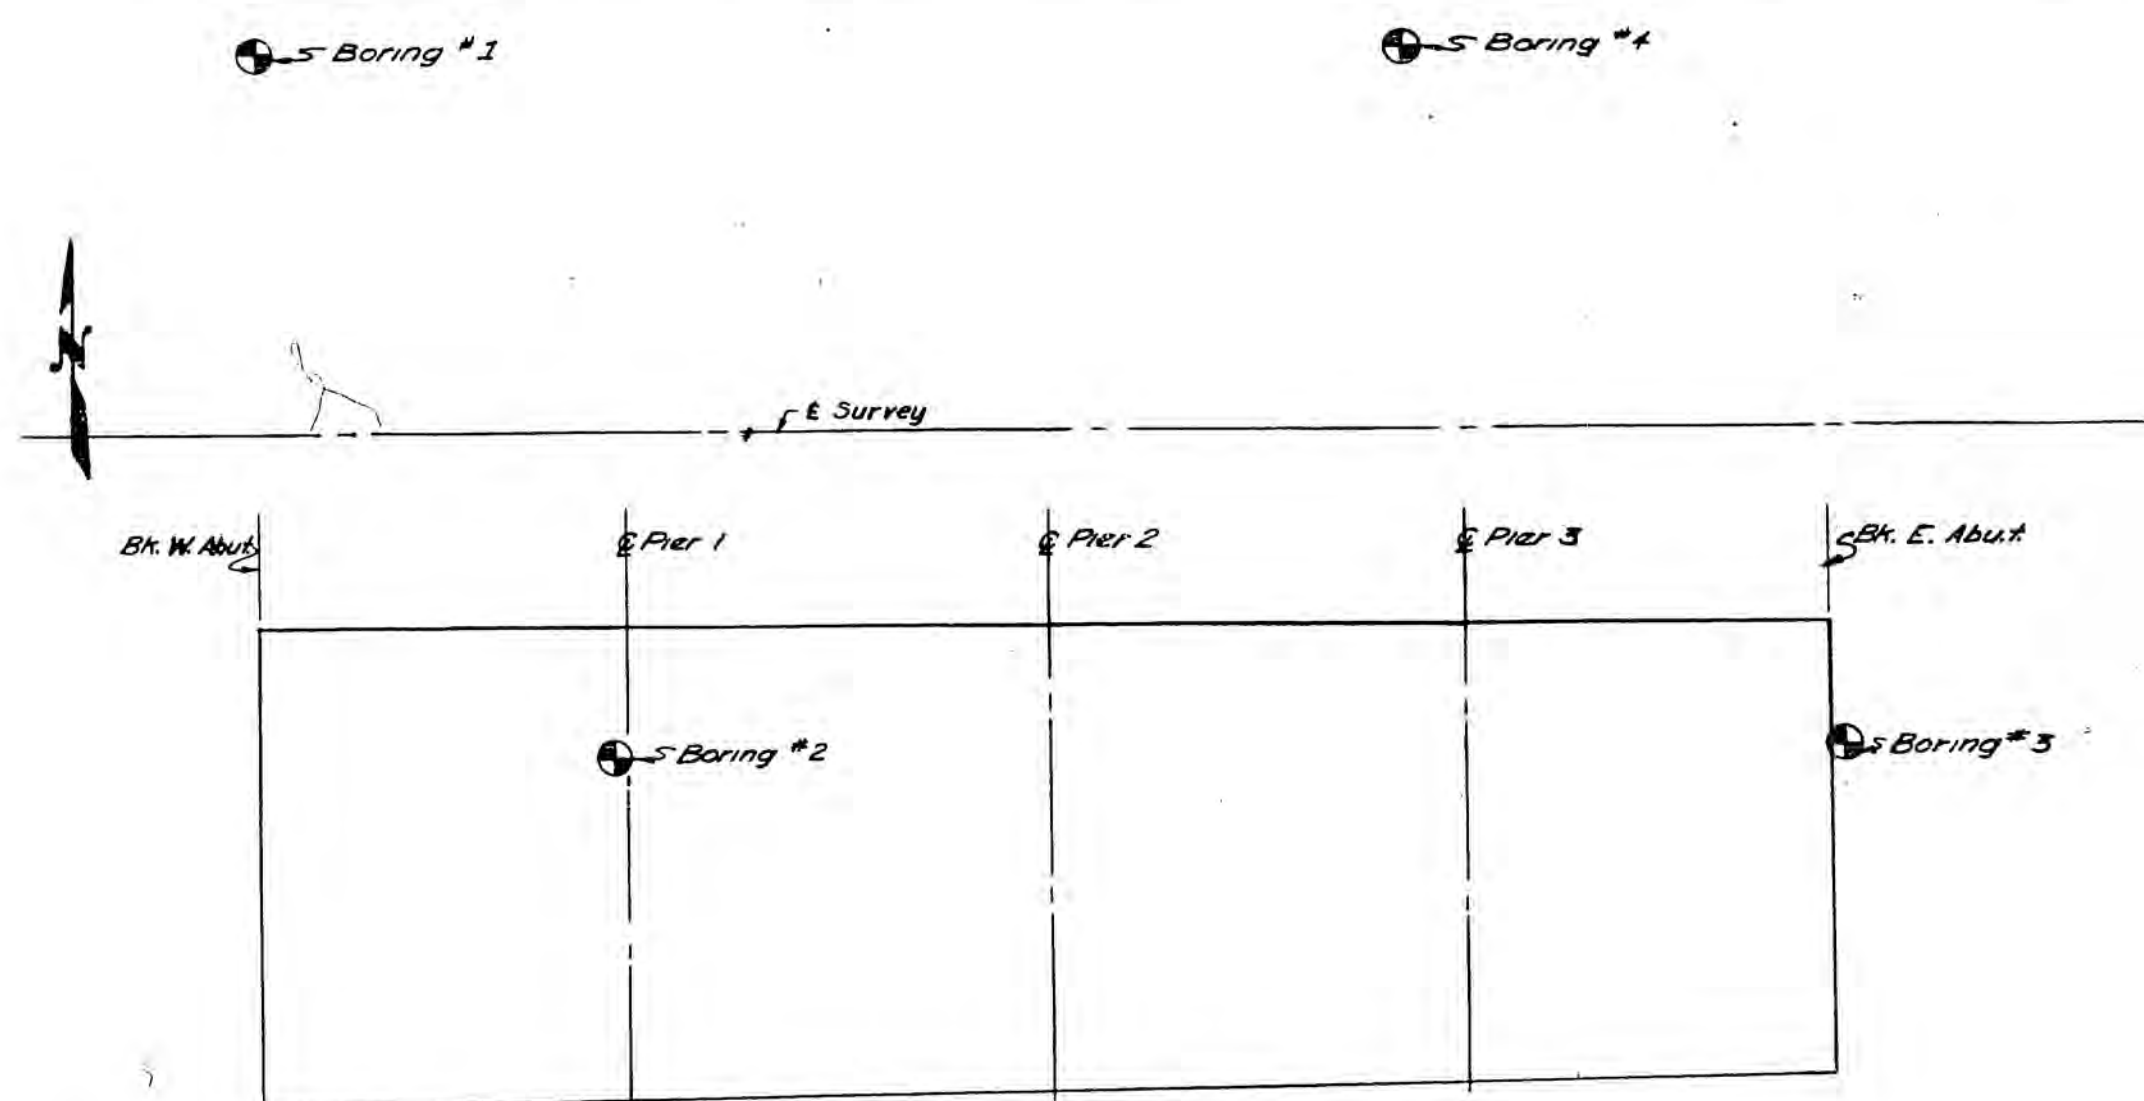 Boring #1
Boring #4
N
℄ Survey
Bk. W. Abut.
℄ Pier 1
℄ Pier 2
℄ Pier 3
Bk. E. Abut.
Boring #2
Boring #3